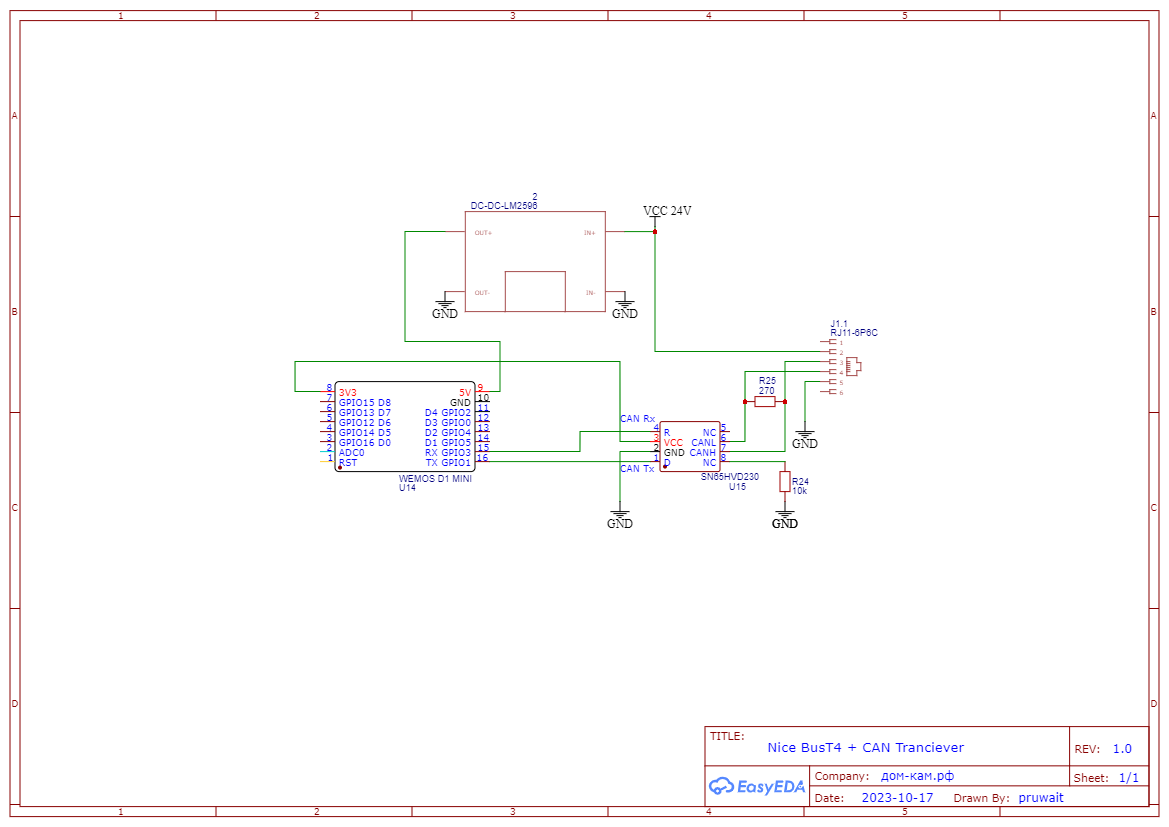 1 2 3 4 5
A A
B B
C C
D D
2
DC-DC-LM2596
OUT+ IN+
OUT- IN-
GND
GND
VCC 24V
J1.1
RJ11-6P6C
1
2
3
4
5
6
R25
270
GND
8 3V3 5V 9
7 GPIO15 D8 GND 10
6 GPIO13 D7 D4 GPIO2 11
5 GPIO12 D6 D3 GPIO0 12
4 GPIO14 D5 D2 GPIO4 13
3 GPIO16 D0 D1 GPIO5 14
2 ADC0 RX GPIO3 15
1 RST TX GPIO1 16
WEMOS D1 MINI
U14
CAN Rx
4 R NC 5
3 VCC CANL 6
2 GND CANH 7
1 D NC 8
CAN Tx
SN65HVD230
U15
R24
10k
GND
GND
TITLE:
Nice BusT4 + CAN Tranciever
REV: 1.0
EasyEDA
Company: дом-кам.рф
Sheet: 1/1
Date: 2023-10-17 Drawn By: pruwait
1 2 3 4 5